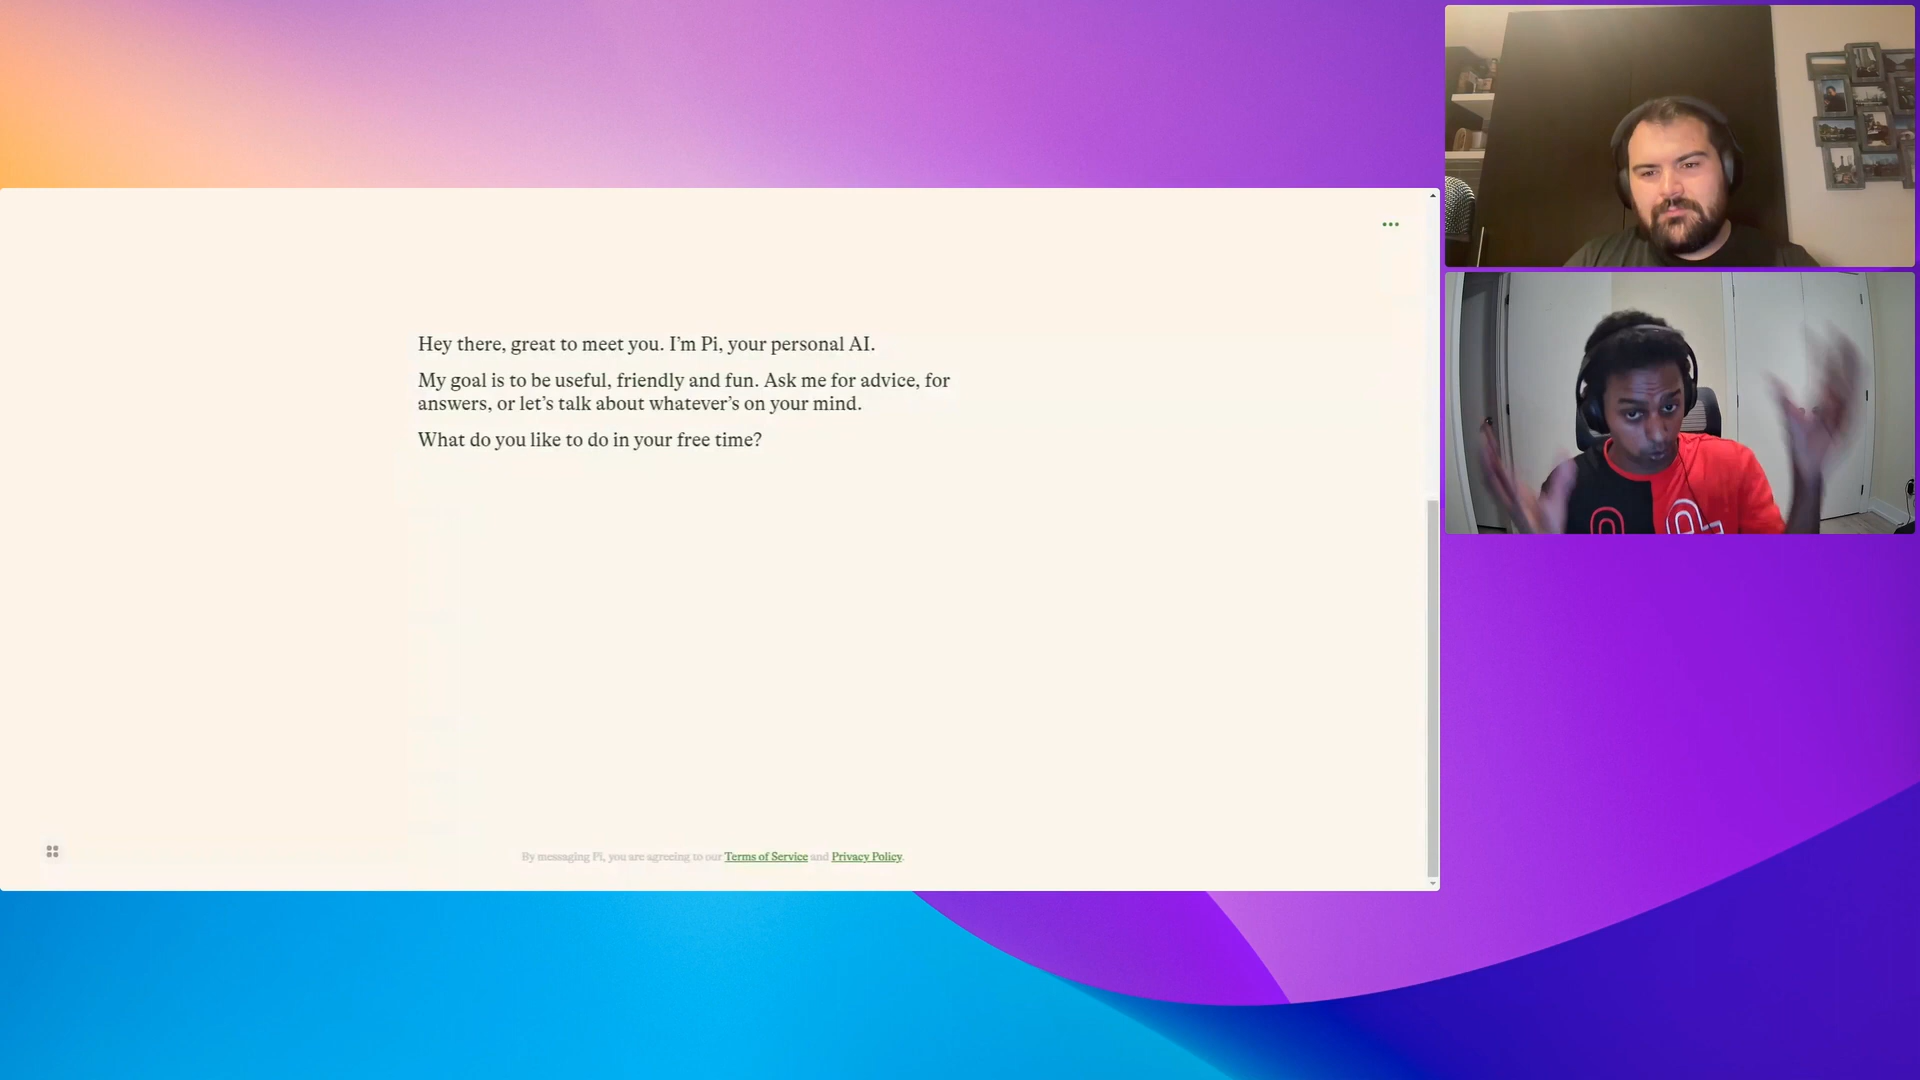 Hey there, great to meet you. I'm Pi, your personal AI.
My goal is to be useful, friendly and fun. Ask me for advice, for
answers, or let's talk about whatever's on your mind.
What do you like to do in your free time?
By messaging Pi, you are agreeing to our Terms of Service and Privacy Policy.